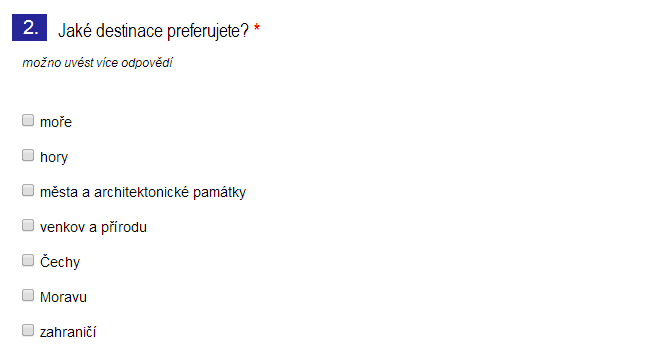 2. Jaké destinace preferujete? *
možno uvést více odpovědí
moře
hory
města a architektonické památky
venkov a přírodu
Čechy
Moravu
zahraničí